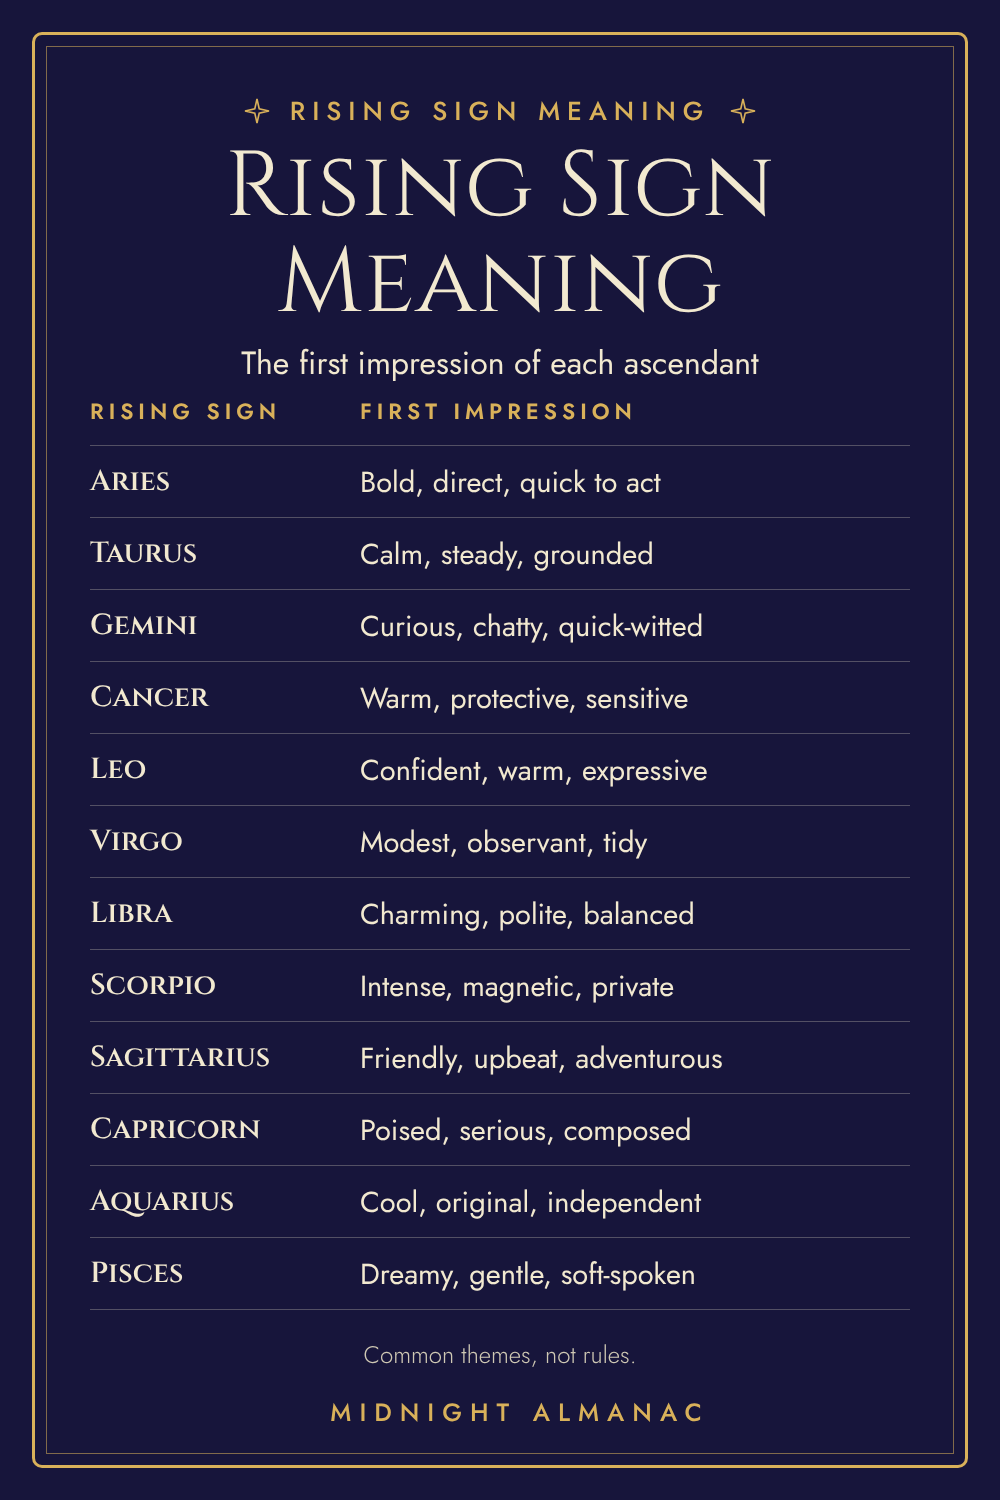 RISING SIGN MEANING
Rising Sign
Meaning
The first impression of each ascendant
RISING SIGN FIRST IMPRESSION
Aries Bold, direct, quick to act
Taurus Calm, steady, grounded
Gemini Curious, chatty, quick-witted
Cancer Warm, protective, sensitive
Leo Confident, warm, expressive
Virgo Modest, observant, tidy
Libra Charming, polite, balanced
Scorpio Intense, magnetic, private
Sagittarius Friendly, upbeat, adventurous
Capricorn Poised, serious, composed
Aquarius Cool, original, independent
Pisces Dreamy, gentle, soft-spoken
Common themes, not rules.
MIDNIGHT ALMANAC